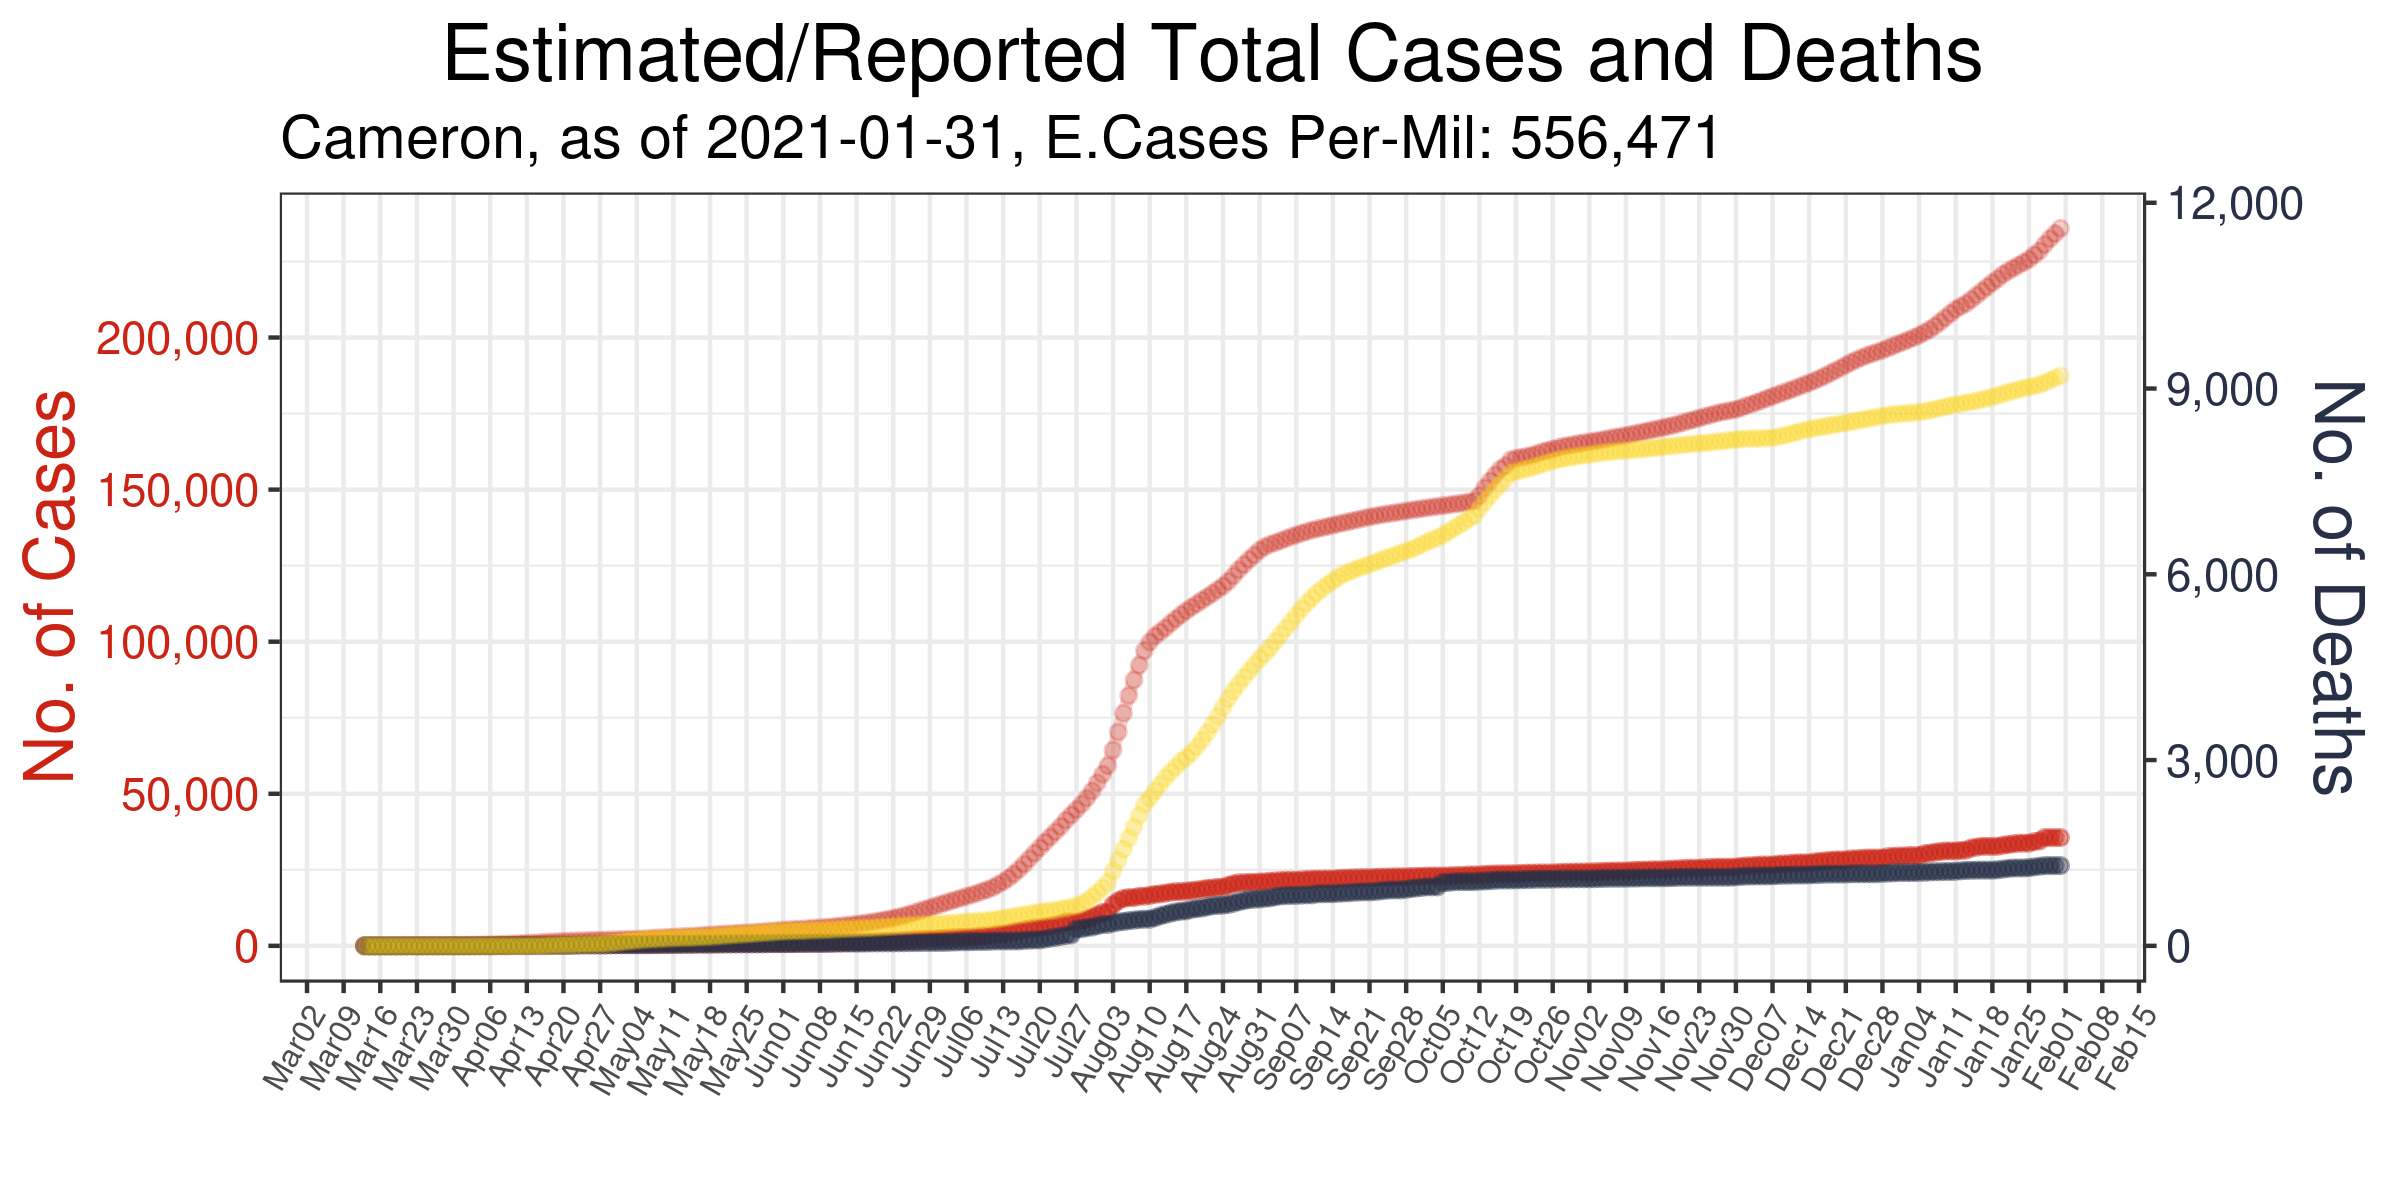 Estimated/Reported Total Cases and Deaths
Cameron, as of 2021-01-31, E.Cases Per-Mil: 556,471
No. of Cases
200,000
150,000
100,000
50,000
0
12,000
9,000
6,000
3,000
0
No. of Deaths
Mar02
Mar09
Mar16
Mar23
Mar30
Apr06
Apr13
Apr20
Apr27
May04
May11
May18
May25
Jun01
Jun08
Jun15
Jun22
Jun29
Jul06
Jul13
Jul20
Jul27
Aug03
Aug10
Aug17
Aug24
Aug31
Sep07
Sep14
Sep21
Sep28
Oct05
Oct12
Oct19
Oct26
Nov02
Nov09
Nov16
Nov23
Nov30
Dec07
Dec14
Dec21
Dec28
Jan04
Jan11
Jan18
Jan25
Feb01
Feb08
Feb15